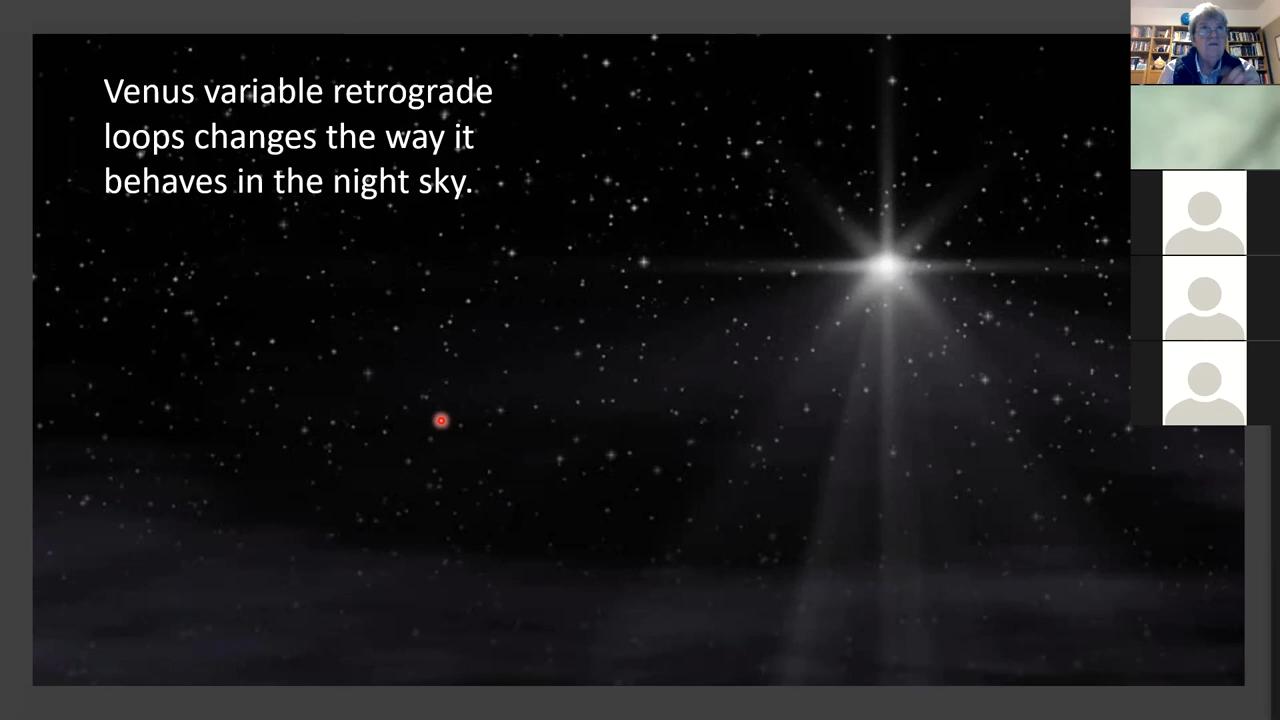 Venus variable retrograde
loops changes the way it
behaves in the night sky.